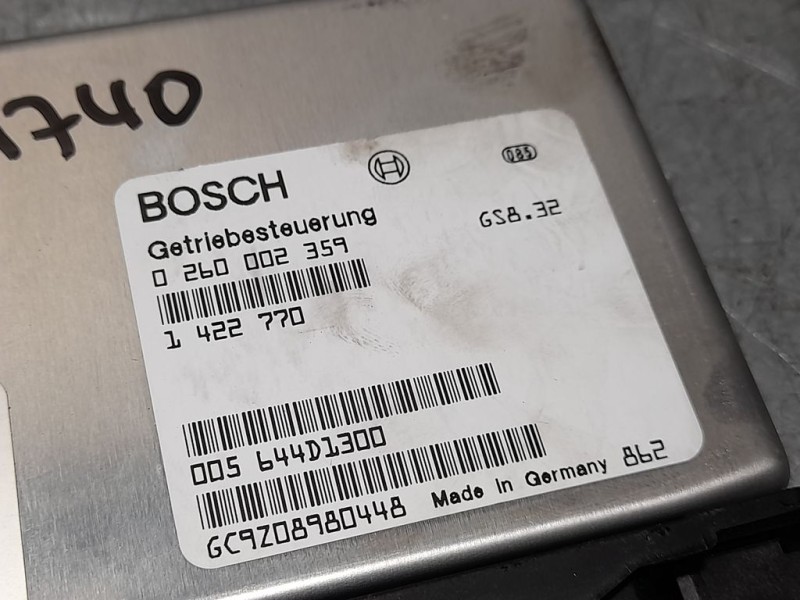 1740
BOSCH
083
Getriebesteuerung
GS8.32
0 260 002 359
1 422 770
005 644D1300
GC9Z08980448
Made in Germany 862